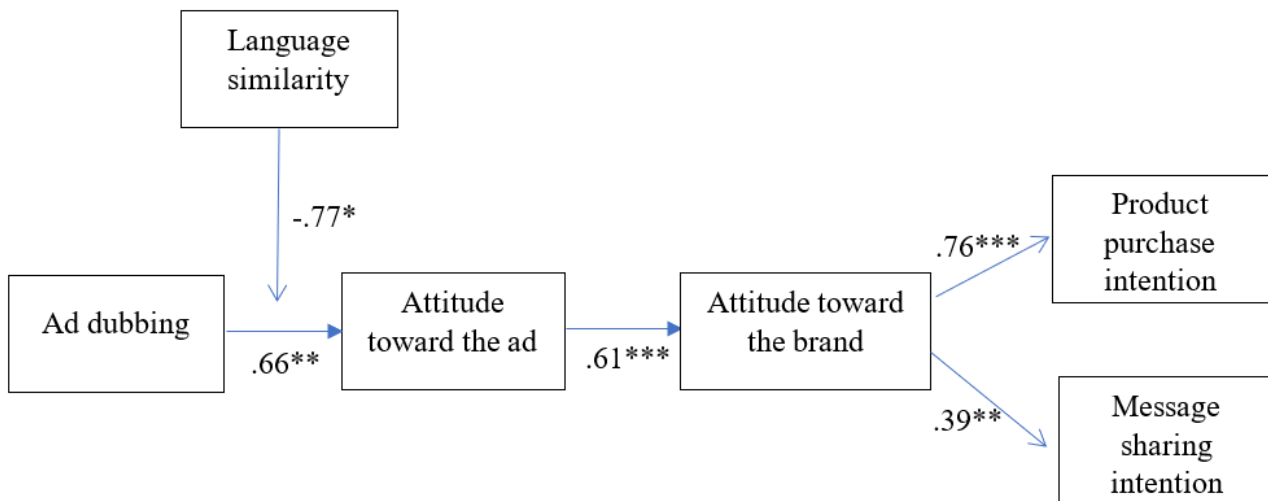 Language
similarity
-.77*
Ad dubbing
.66**
Attitude
toward the ad
.61***
Attitude toward
the brand
.76***
.39**
Product
purchase
intention
Message
sharing
intention